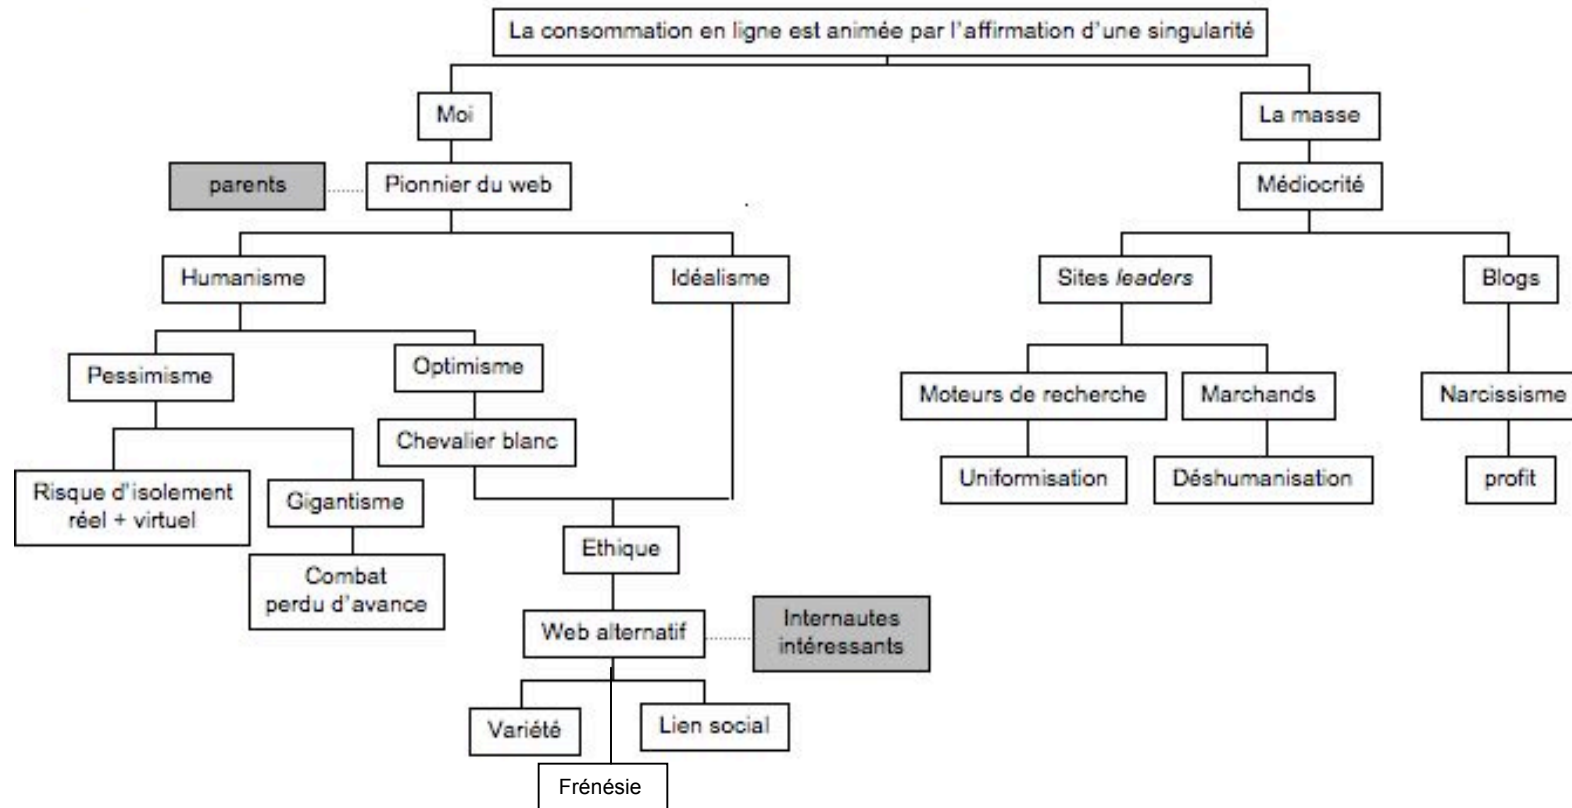 La consommation en ligne est animée par l'affirmation d'une singularité
Moi
La masse
parents
Pionnier du web
Médiocrité
Humanisme
Idéalisme
Sites leaders
Blogs
Pessimisme
Optimisme
Moteurs de recherche
Marchands
Narcissisme
Chevalier blanc
Risque d'isolement
réel + virtuel
Gigantisme
Uniformisation
Déshumanisation
profit
Ethique
Combat
perdu d'avance
Web alternatif
Internautes
intéressants
Variété
Lien social
Frénésie